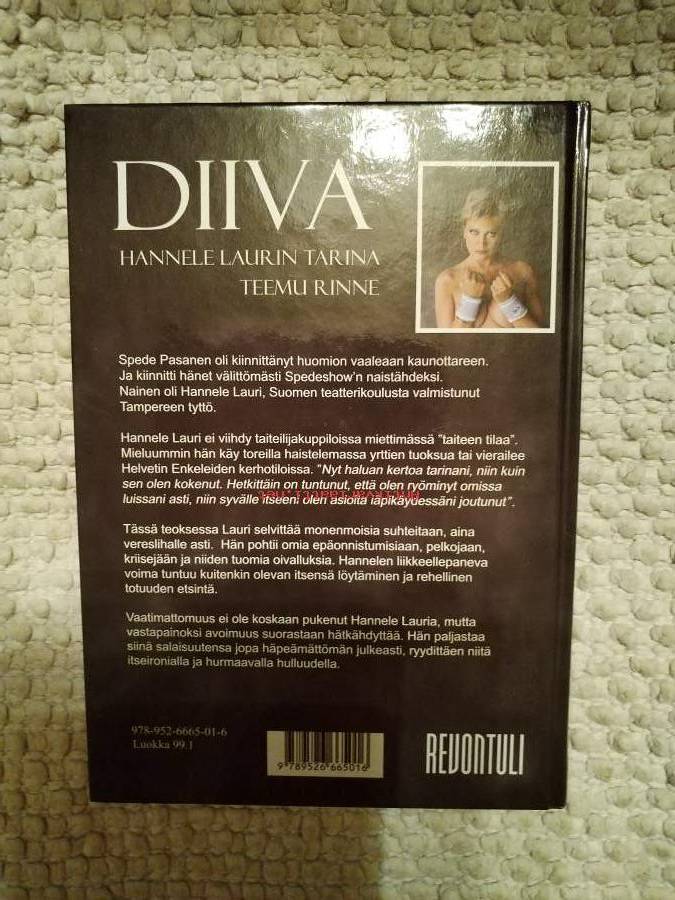 DIIVA
HANNELE LAURIN TARINA
TEEMU RINNE
Spede Pasanen oli kiinnittänyt huomion vaaleaan kaunottareen.
Ja kiinnitti hänet välittömästi Spedeshow'n naistähdeksi.
Nainen oli Hannele Lauri, Suomen teatterikoulusta valmistunut
Tampereen tyttö.
Hannele Lauri ei viihdy taiteilijakuppiloissa miettimässä "taiteen tilaa".
Mieluummin hän käy toreilla haistelemassa yrttien tuoksua tai vierailee
Helvetin Enkeleiden kerhotiloissa. "Nyt haluan kertoa tarinani, niin kuin
sen olen kokenut. Hetkittäin on tuntunut, että olen ryöminyt omissa
luissani asti, niin syvälle itseeni olen asioita läpikäydessäni joutunut".
Tässä teoksessa Lauri selvittää monenmoisia suhteitaan, aina
vereslihalle asti. Hän pohtii omia epäonnistumisiaan, pelkojaan,
kriisejään ja niiden tuomia oivalluksia. Hannelen liikkeellepaneva
voima tuntuu kuitenkin olevan itsensä löytäminen ja rehellinen
totuuden etsintä.
Vaatimattomuus ei ole koskaan pukenut Hannele Lauria, mutta
vastapainoksi avoimuus suorastaan hätkähdyttää. Hän paljastaa
siinä salaisuutensa jopa häpeämättömän julkeasti, ryydittäen niitä
itseironialla ja hurmaavalla hulluudella.
978-952-6665-01-6
Luokka 99.1
9 789526 665016
REVONTULI